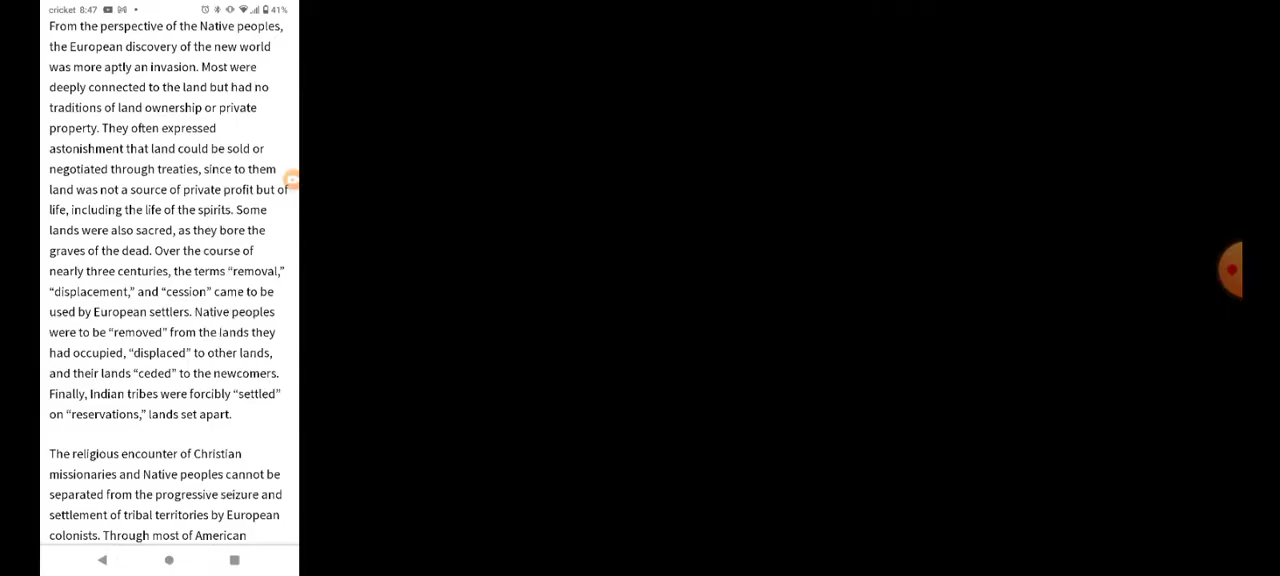 cricket 8:47 41%
From the perspective of the Native peoples,
the European discovery of the new world
was more aptly an invasion. Most were
deeply connected to the land but had no
traditions of land ownership or private
property. They often expressed
astonishment that land could be sold or
negotiated through treaties, since to them
land was not a source of private profit but of
life, including the life of the spirits. Some
lands were also sacred, as they bore the
graves of the dead. Over the course of
nearly three centuries, the terms “removal,”
“displacement,” and “cession” came to be
used by European settlers. Native peoples
were to be “removed” from the lands they
had occupied, “displaced” to other lands,
and their lands “ceded” to the newcomers.
Finally, Indian tribes were forcibly “settled”
on “reservations,” lands set apart.
The religious encounter of Christian
missionaries and Native peoples cannot be
separated from the progressive seizure and
settlement of tribal territories by European
colonists. Through most of American